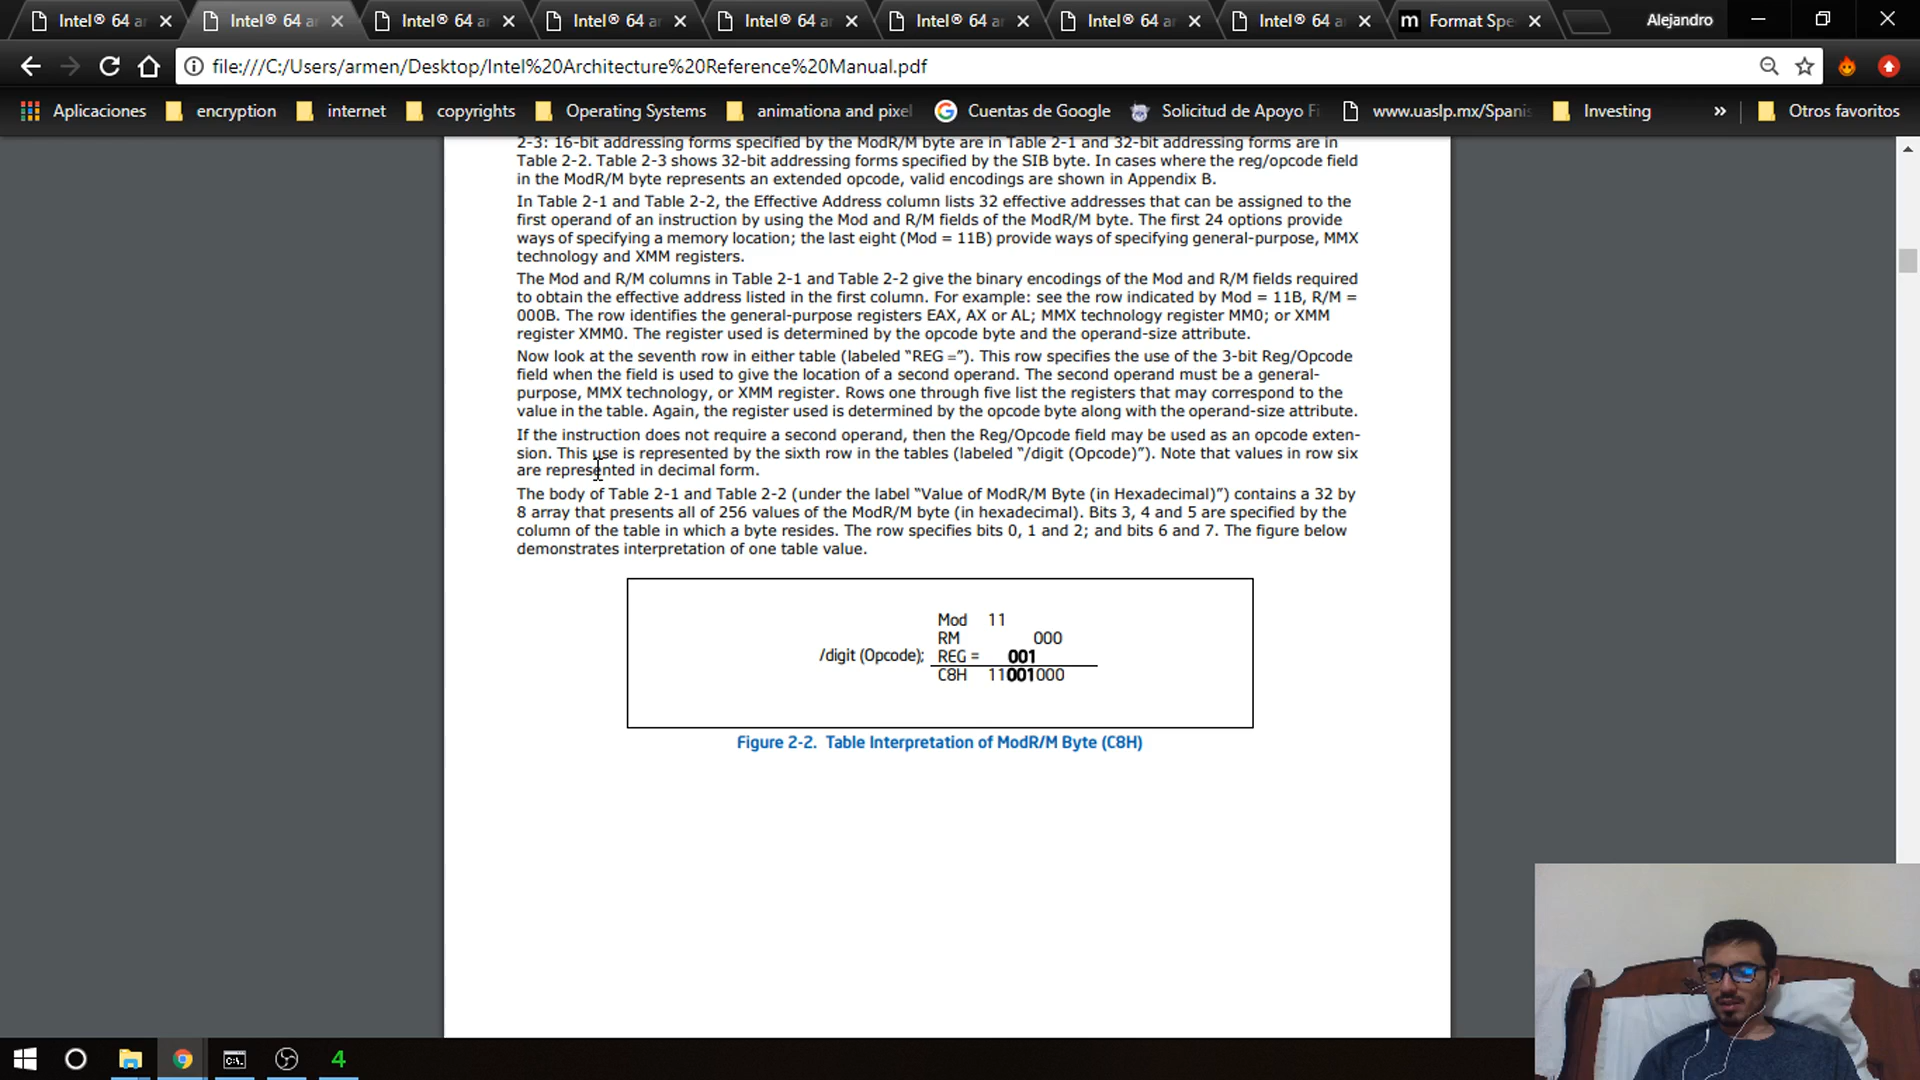 Intel® 64 ar
Intel® 64 ar
Intel® 64 ar
Intel® 64 ar
Intel® 64 ar
Intel® 64 ar
Intel® 64 ar
Intel® 64 ar
m Format Spe
Alejandro
file:///C:/Users/armen/Desktop/Intel%20Architecture%20Reference%20Manual.pdf
Aplicaciones
encryption
internet
copyrights
Operating Systems
animationa and pixel
Cuentas de Google
Solicitud de Apoyo Fi
www.uaslp.mx/Spanis
Investing
»
Otros favoritos
2-3: 16-bit addressing forms specified by the ModR/M byte are in Table 2-1 and 32-bit addressing forms are in
Table 2-2. Table 2-3 shows 32-bit addressing forms specified by the SIB byte. In cases where the reg/opcode field
in the ModR/M byte represents an extended opcode, valid encodings are shown in Appendix B.
In Table 2-1 and Table 2-2, the Effective Address column lists 32 effective addresses that can be assigned to the
first operand of an instruction by using the Mod and R/M fields of the ModR/M byte. The first 24 options provide
ways of specifying a memory location; the last eight (Mod = 11B) provide ways of specifying general-purpose, MMX
technology and XMM registers.
The Mod and R/M columns in Table 2-1 and Table 2-2 give the binary encodings of the Mod and R/M fields required
to obtain the effective address listed in the first column. For example: see the row indicated by Mod = 11B, R/M =
000B. The row identifies the general-purpose registers EAX, AX or AL; MMX technology register MM0; or XMM
register XMM0. The register used is determined by the opcode byte and the operand-size attribute.
Now look at the seventh row in either table (labeled “REG =”). This row specifies the use of the 3-bit Reg/Opcode
field when the field is used to give the location of a second operand. The second operand must be a general-
purpose, MMX technology, or XMM register. Rows one through five list the registers that may correspond to the
value in the table. Again, the register used is determined by the opcode byte along with the operand-size attribute.
If the instruction does not require a second operand, then the Reg/Opcode field may be used as an opcode exten-
sion. This use is represented by the sixth row in the tables (labeled “/digit (Opcode)”). Note that values in row six
are represented in decimal form.
The body of Table 2-1 and Table 2-2 (under the label “Value of ModR/M Byte (in Hexadecimal)”) contains a 32 by
8 array that presents all of 256 values of the ModR/M byte (in hexadecimal). Bits 3, 4 and 5 are specified by the
column of the table in which a byte resides. The row specifies bits 0, 1 and 2; and bits 6 and 7. The figure below
demonstrates interpretation of one table value.
Mod 11
RM 000
/digit (Opcode); REG = 001
C8H 11001000
Figure 2-2. Table Interpretation of ModR/M Byte (C8H)
4